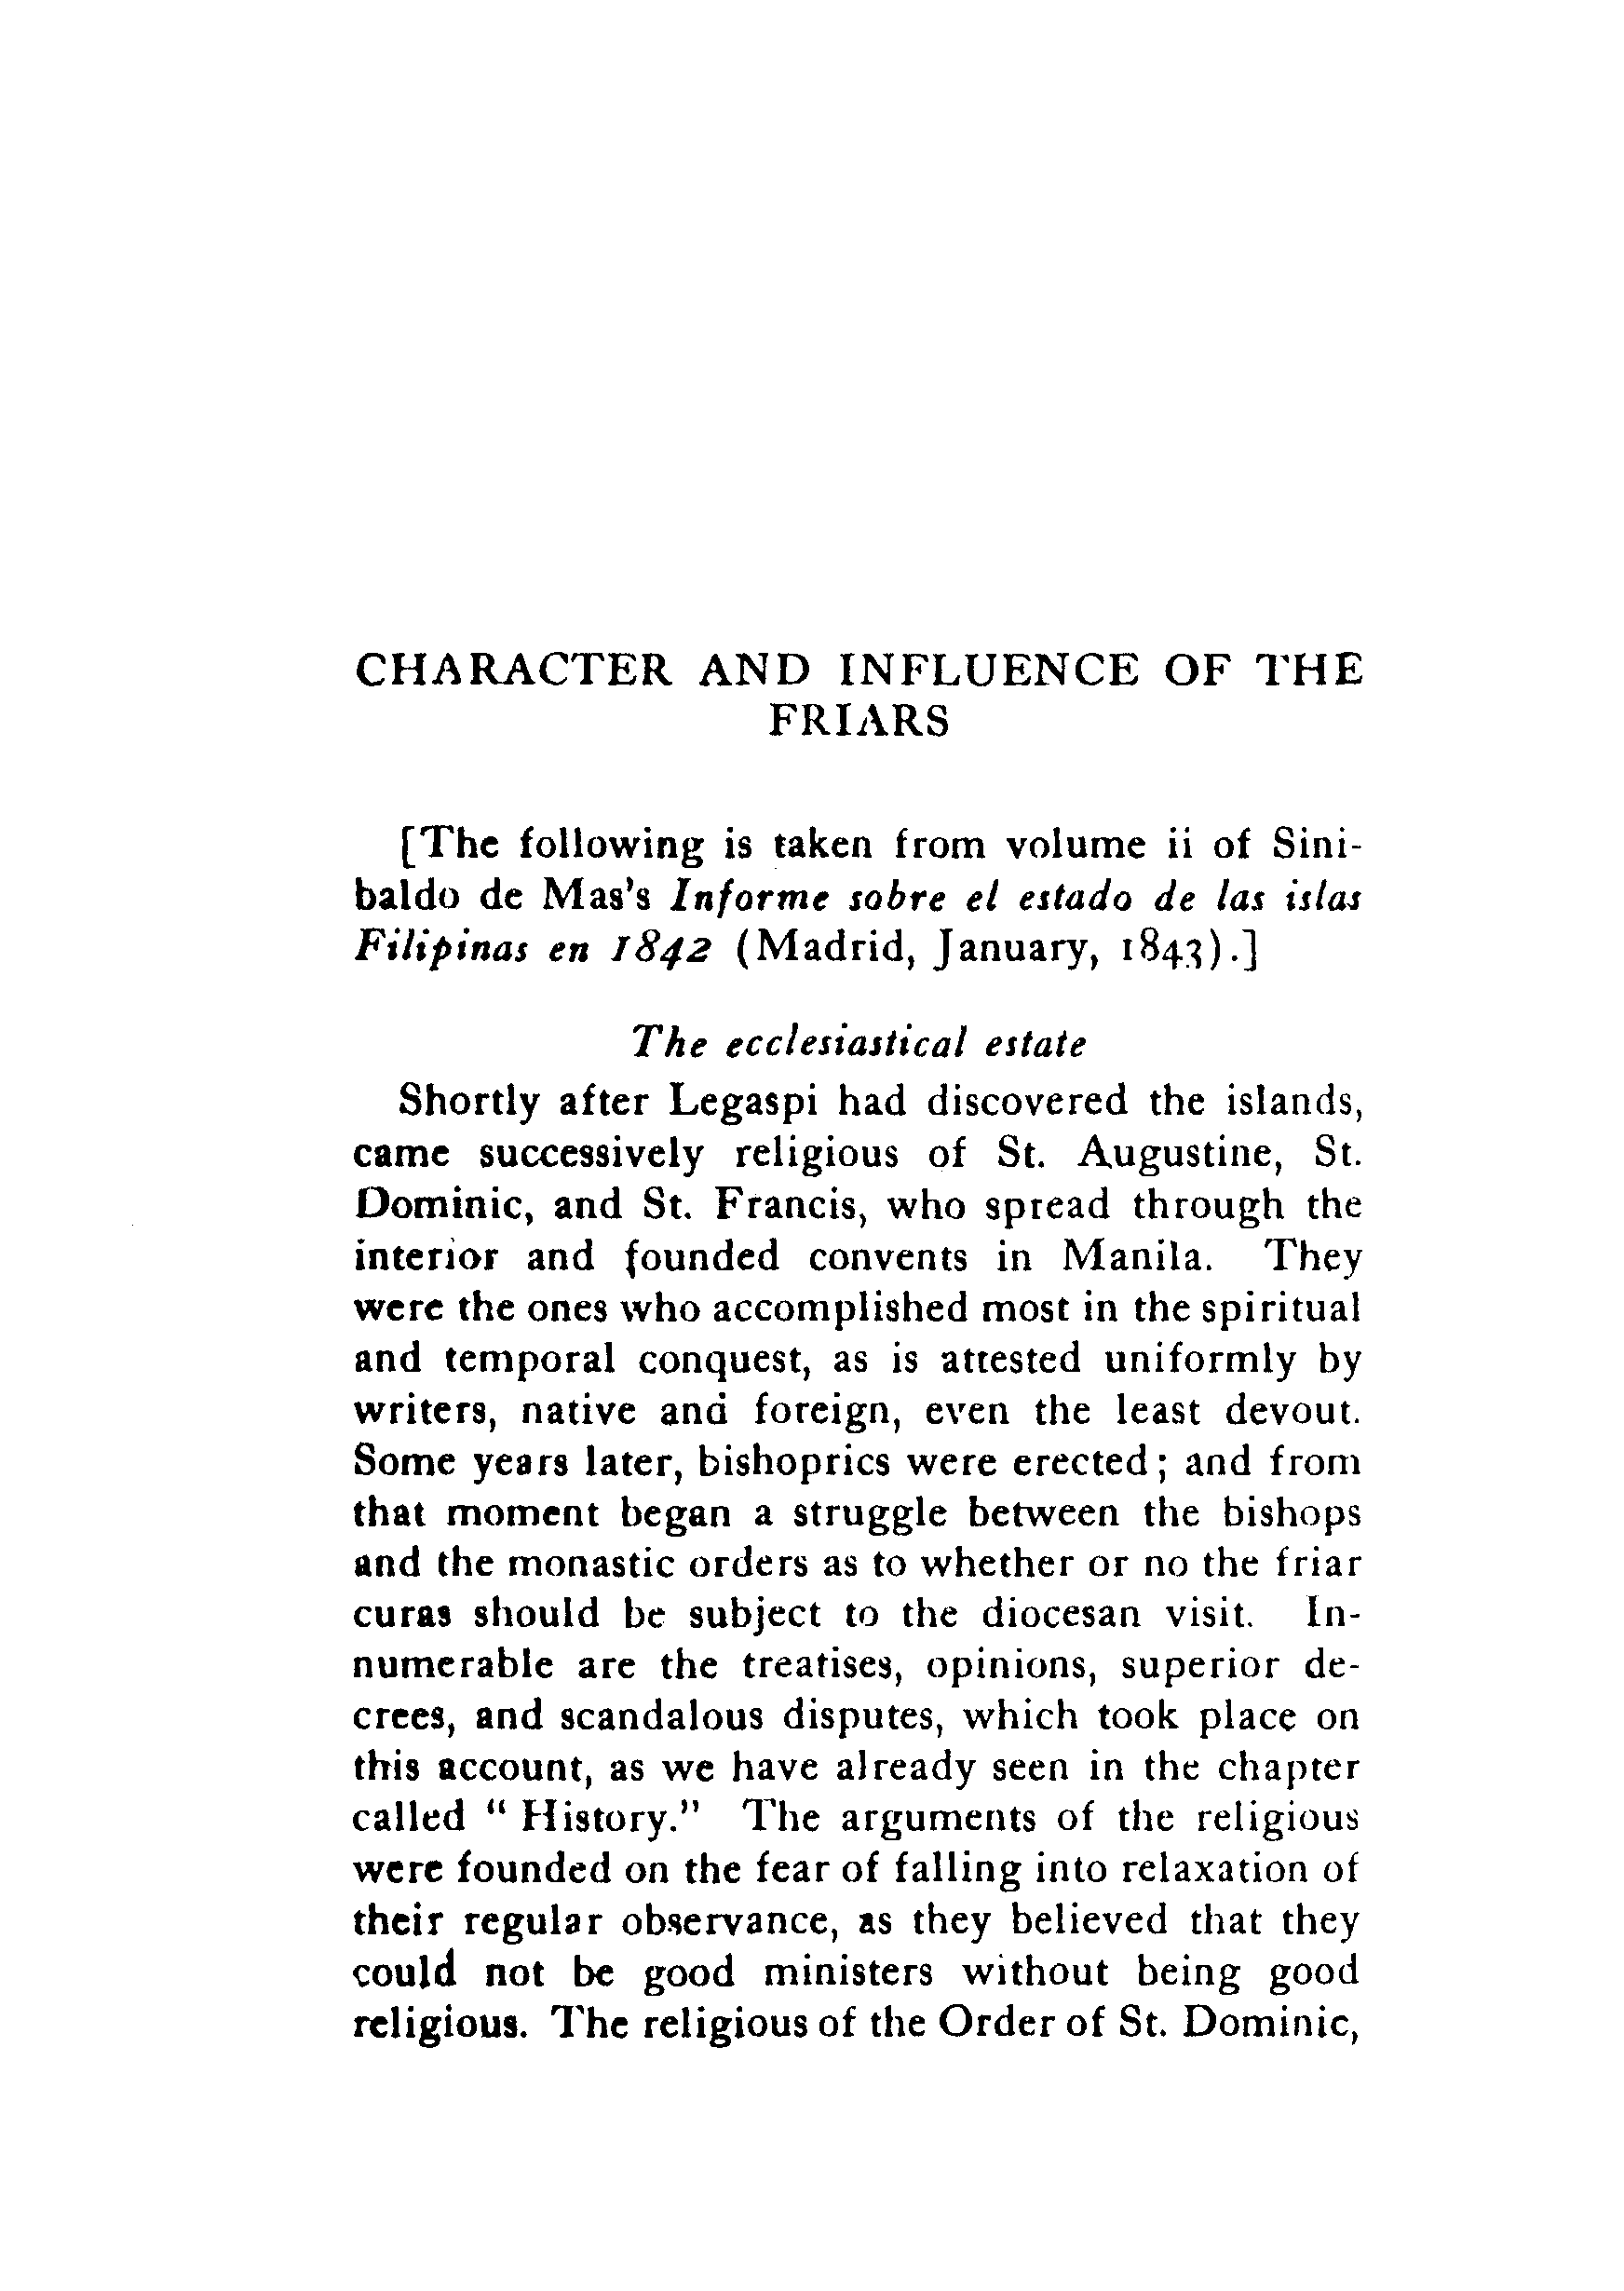 CHARACTER AND INFLUENCE OF THE
FRIARS
[The following is taken from volume ii of Sini-
baldo de Mas's Informe sobre el estado de las islas
Filipinas en 1842 (Madrid, January, 1843).]
The ecclesiastical estate
Shortly after Legaspi had discovered the islands,
came successively religious of St. Augustine, St.
Dominic, and St. Francis, who spread through the
interior and founded convents in Manila. They
were the ones who accomplished most in the spiritual
and temporal conquest, as is attested uniformly by
writers, native and foreign, even the least devout.
Some years later, bishoprics were erected; and from
that moment began a struggle between the bishops
and the monastic orders as to whether or no the friar
curas should be subject to the diocesan visit. In-
numerable are the treatises, opinions, superior de-
crees, and scandalous disputes, which took place on
this account, as we have already seen in the chapter
called " History." The arguments of the religious
were founded on the fear of falling into relaxation of
their regular observance, as they believed that they
could not be good ministers without being good
religious. The religious of the Order of St. Dominic,